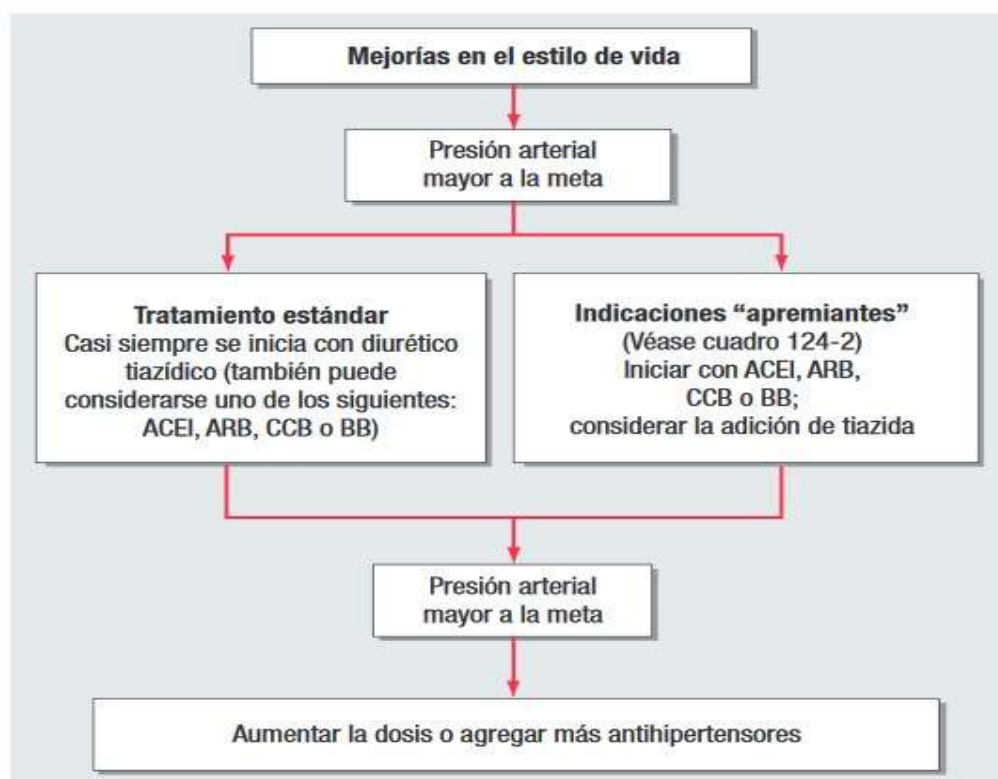 Mejorías en el estilo de vida
Presión arterial
mayor a la meta
Tratamiento estándar
Casi siempre se inicia con diurético
tiazídico (también puede
considerarse uno de los siguientes:
ACEI, ARB, CCB o BB)
Indicaciones “apremiantes”
(Véase cuadro 124-2)
Iniciar con ACEI, ARB,
CCB o BB;
considerar la adición de tiazida
Presión arterial
mayor a la meta
Aumentar la dosis o agregar más antihipertensores